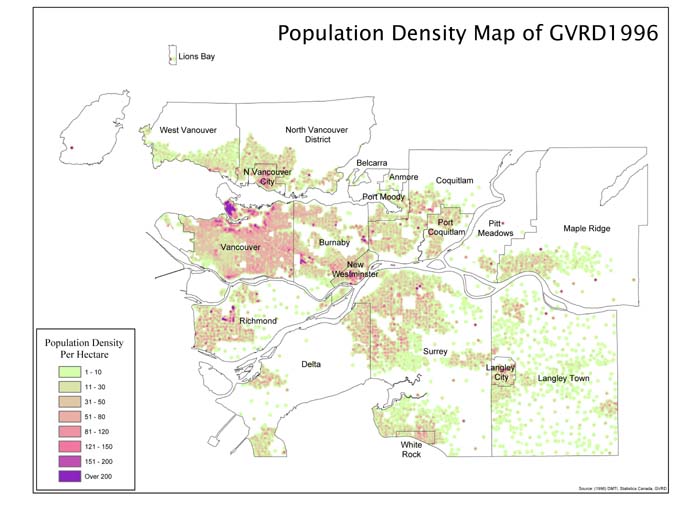 Population Density Map of GVRD1996
Lions Bay
West Vanouver
North Vancouver
District
Belcarra
N.Vancouver
City
Anmore
Coquitlam
Port Moody
Port
Coquitlam
Pitt
Meadows
Maple Ridge
Vancouver
Burnaby
New
Westminster
Richmond
Delta
Surrey
Langley
City
Langley Town
White
Rock
Population Density
Per Hectare
1 - 10
11 - 30
31 - 50
51 - 80
81 - 120
121 - 150
151 - 200
Over 200
Source: (1996) DMTI, Statistics Canada, GVRD